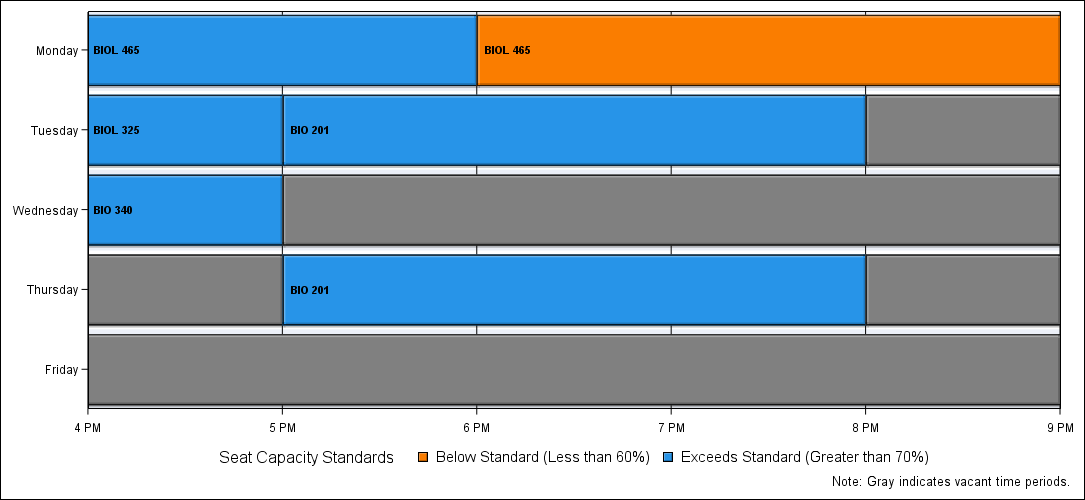 Monday
BIOL 465
BIOL 465
Tuesday
BIOL 325
BIO 201
Wednesday
BIO 340
Thursday
BIO 201
Friday
4 PM 5 PM 6 PM 7 PM 8 PM 9 PM
Seat Capacity Standards Below Standard (Less than 60%) Exceeds Standard (Greater than 70%)
Note: Gray indicates vacant time periods.